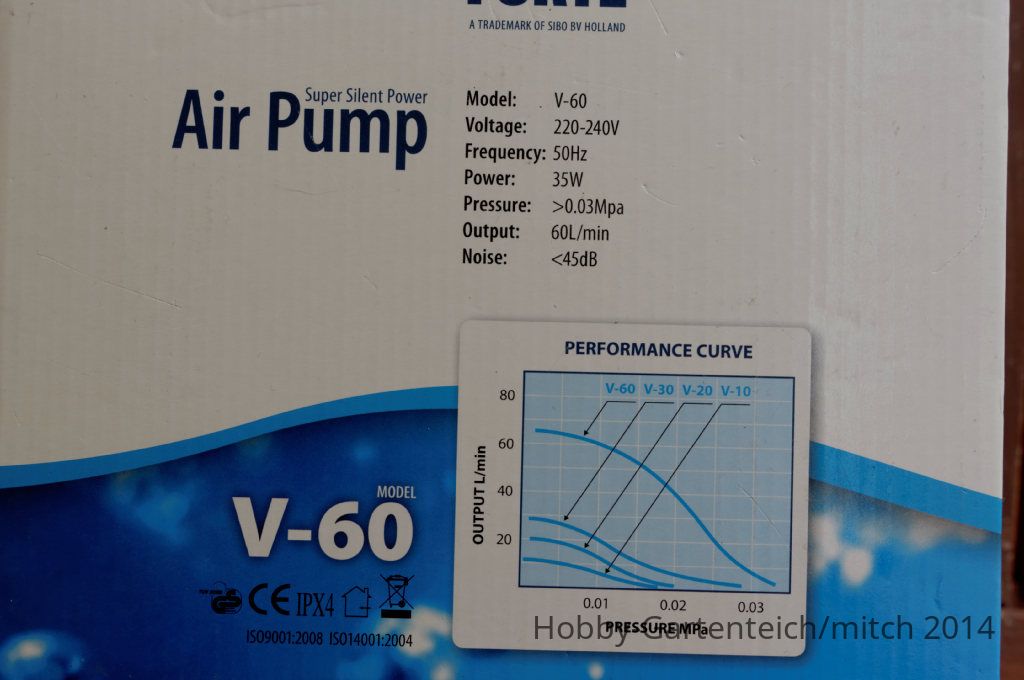 A TRADEMARK OF SIBO BV HOLLAND
Super Silent Power
Air Pump
Model: V-60
Voltage: 220-240V
Frequency: 50Hz
Power: 35W
Pressure: >0.03Mpa
Output: 60L/min
Noise: <45dB
PERFORMANCE CURVE
V-60 V-30 V-20 V-10
80
60
40
20
OUTPUT L/min
0.01 0.02 0.03
PRESSURE MPa
MODEL
V-60
CE IPX4
ISO9001:2008 ISO14001:2004
Hobby-Gartenteich/mitch 2014